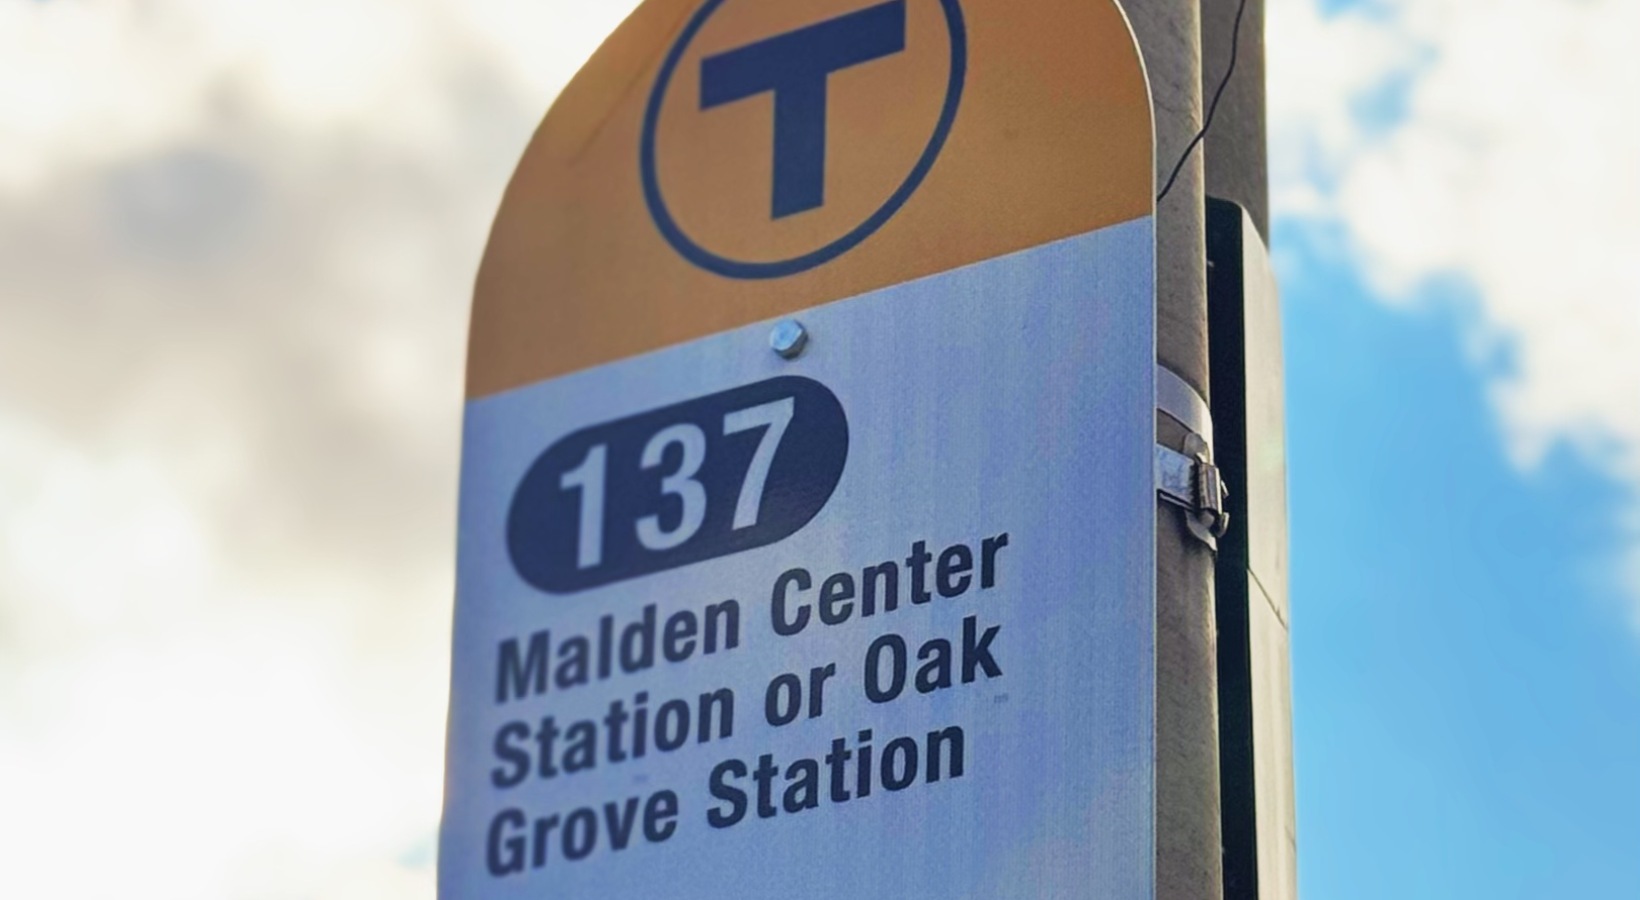 T
137
Malden Center
Station or Oak
Grove Station